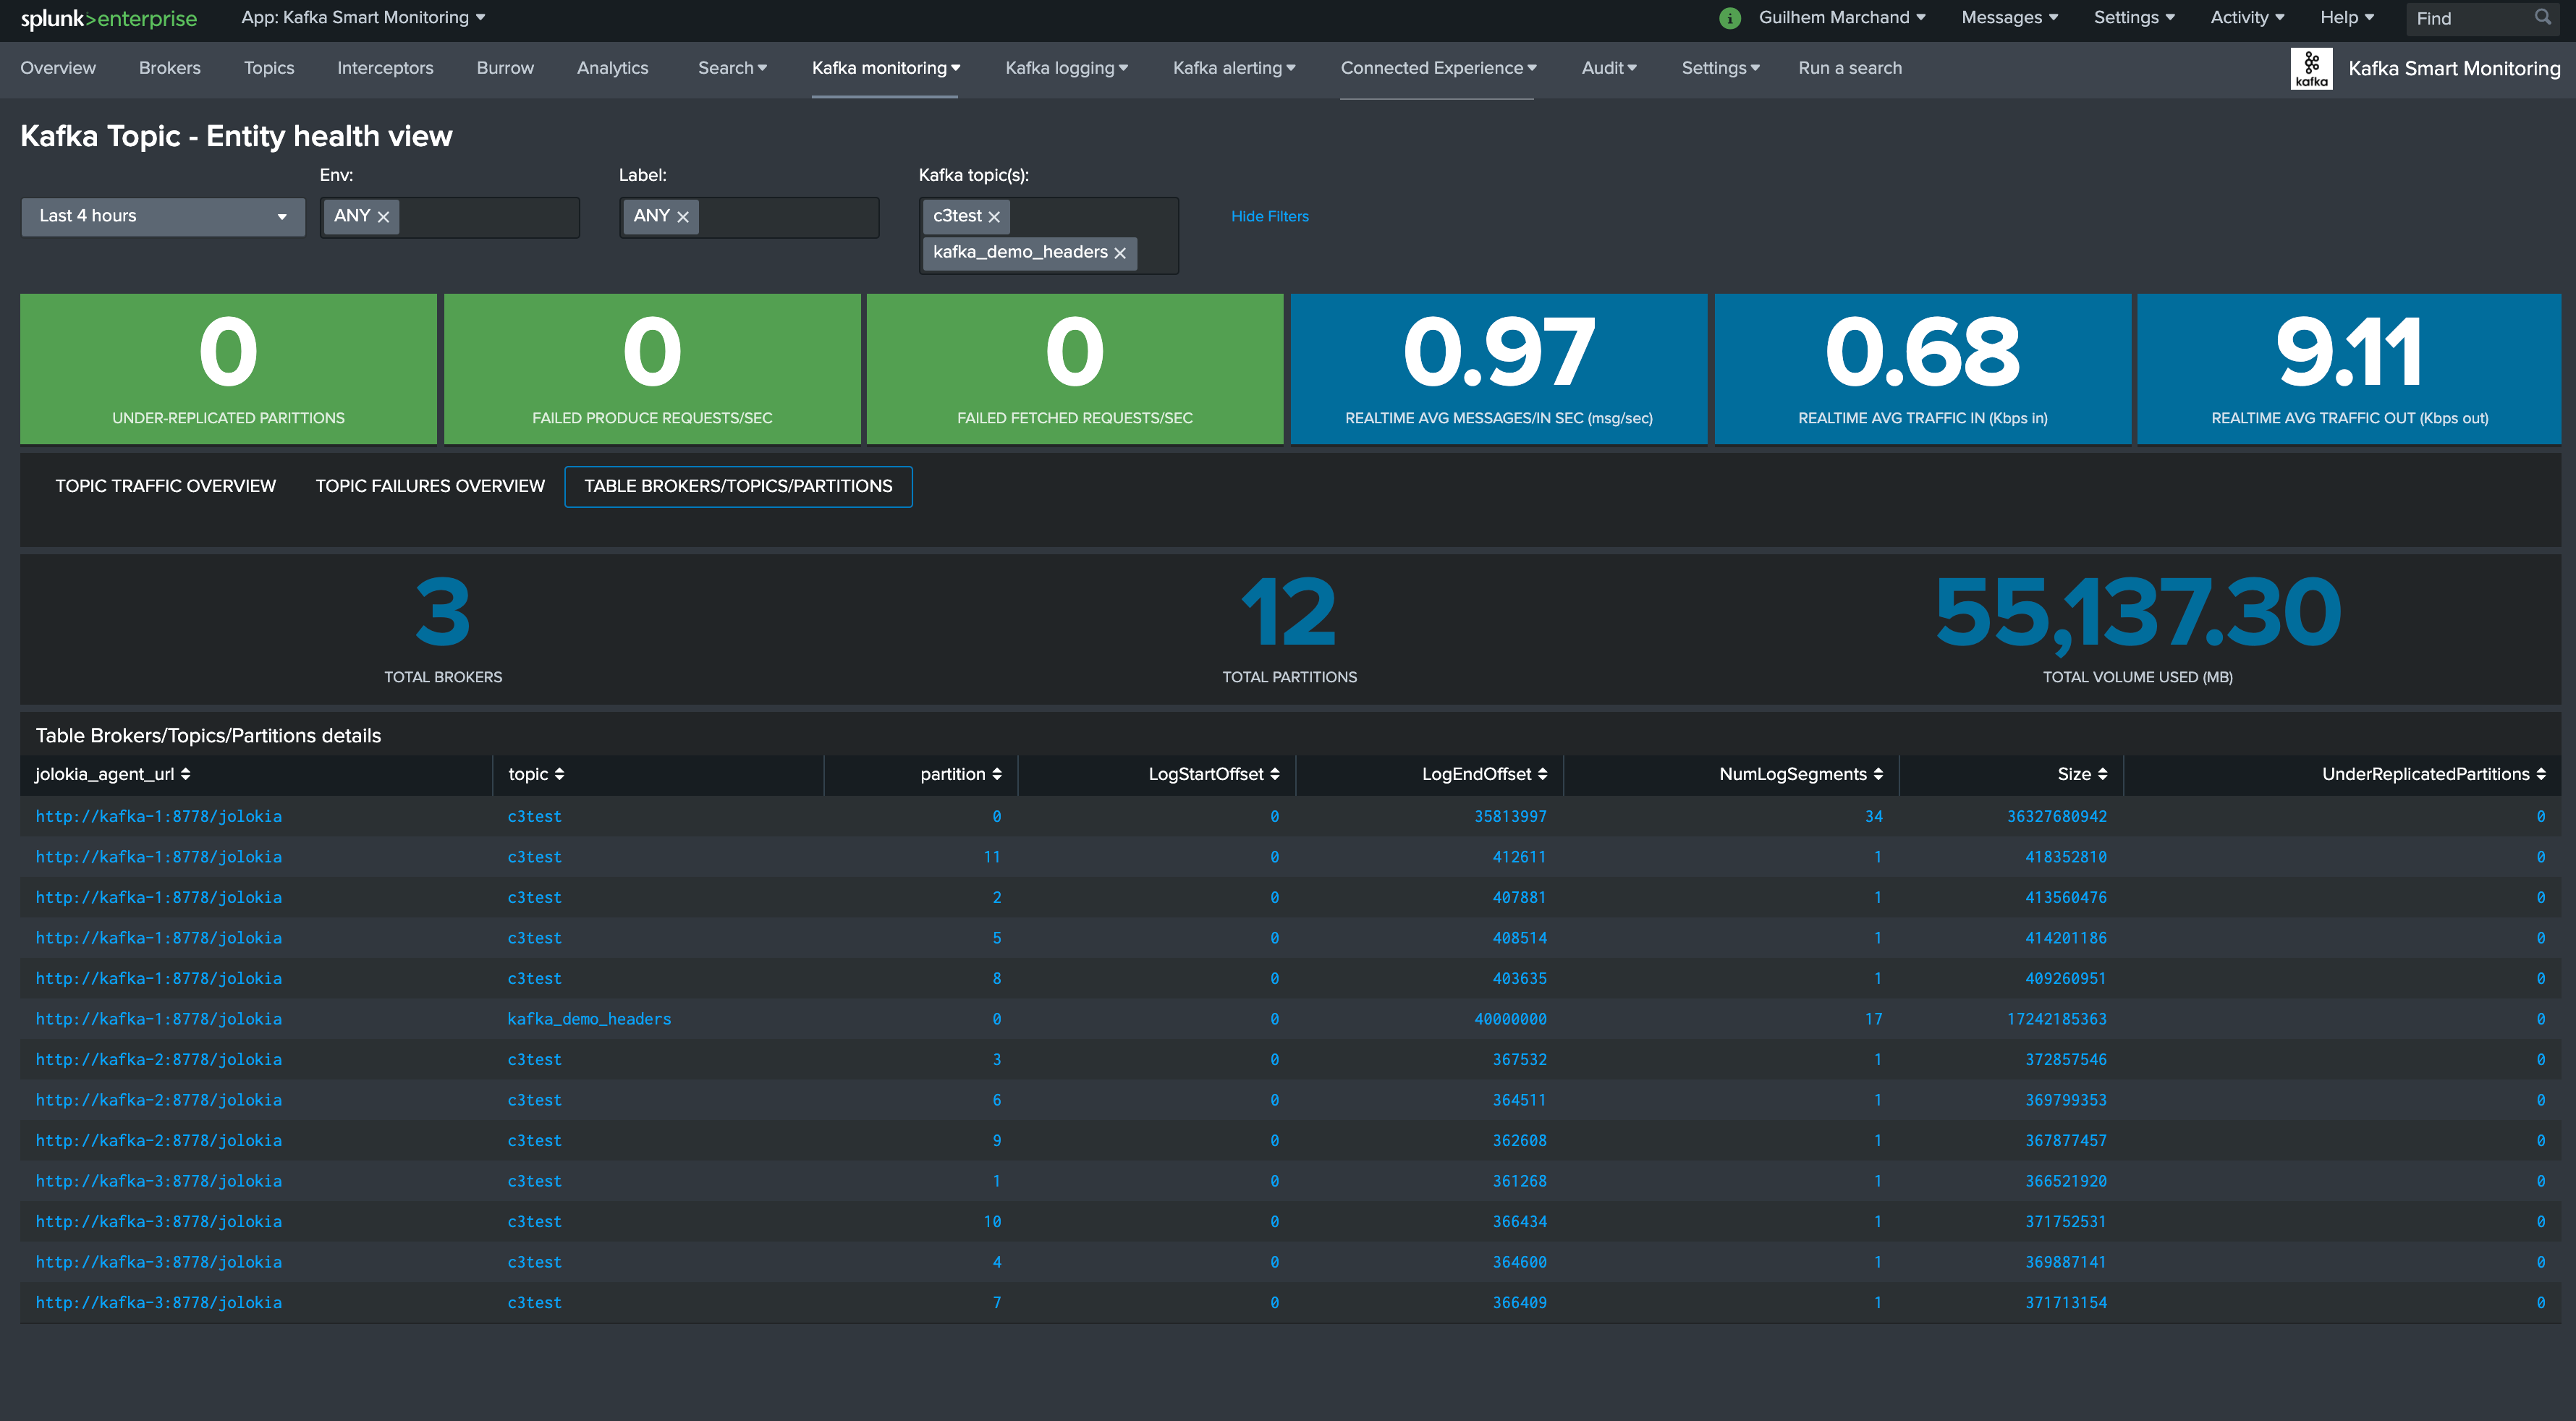 splunk>enterprise App: Kafka Smart Monitoring i Guilhem Marchand Messages Settings Activity Help Find
Overview Brokers Topics Interceptors Burrow Analytics Search Kafka monitoring Kafka logging Kafka alerting Connected Experience Audit Settings Run a search kafka Kafka Smart Monitoring
Kafka Topic - Entity health view
Env: Label: Kafka topic(s):
Last 4 hours ANY ANY c3test Hide Filters
kafka_demo_headers
0 0 0 0.97 0.68 9.11
UNDER-REPLICATED PARITTIONS FAILED PRODUCE REQUESTS/SEC FAILED FETCHED REQUESTS/SEC REALTIME AVG MESSAGES/IN SEC (msg/sec) REALTIME AVG TRAFFIC IN (Kbps in) REALTIME AVG TRAFFIC OUT (Kbps out)
TOPIC TRAFFIC OVERVIEW TOPIC FAILURES OVERVIEW TABLE BROKERS/TOPICS/PARTITIONS
3 12 55,137.30
TOTAL BROKERS TOTAL PARTITIONS TOTAL VOLUME USED (MB)
Table Brokers/Topics/Partitions details
jolokia_agent_url topic partition LogStartOffset LogEndOffset NumLogSegments Size UnderReplicatedPartitions
http://kafka-1:8778/jolokia c3test 0 0 35813997 34 36327680942 0
http://kafka-1:8778/jolokia c3test 11 0 412611 1 418352810 0
http://kafka-1:8778/jolokia c3test 2 0 407881 1 413560476 0
http://kafka-1:8778/jolokia c3test 5 0 408514 1 414201186 0
http://kafka-1:8778/jolokia c3test 8 0 403635 1 409260951 0
http://kafka-1:8778/jolokia kafka_demo_headers 0 0 40000000 17 17242185363 0
http://kafka-2:8778/jolokia c3test 3 0 367532 1 372857546 0
http://kafka-2:8778/jolokia c3test 6 0 364511 1 369799353 0
http://kafka-2:8778/jolokia c3test 9 0 362608 1 367877457 0
http://kafka-3:8778/jolokia c3test 1 0 361268 1 366521920 0
http://kafka-3:8778/jolokia c3test 10 0 366434 1 371752531 0
http://kafka-3:8778/jolokia c3test 4 0 364600 1 369887141 0
http://kafka-3:8778/jolokia c3test 7 0 366409 1 371713154 0